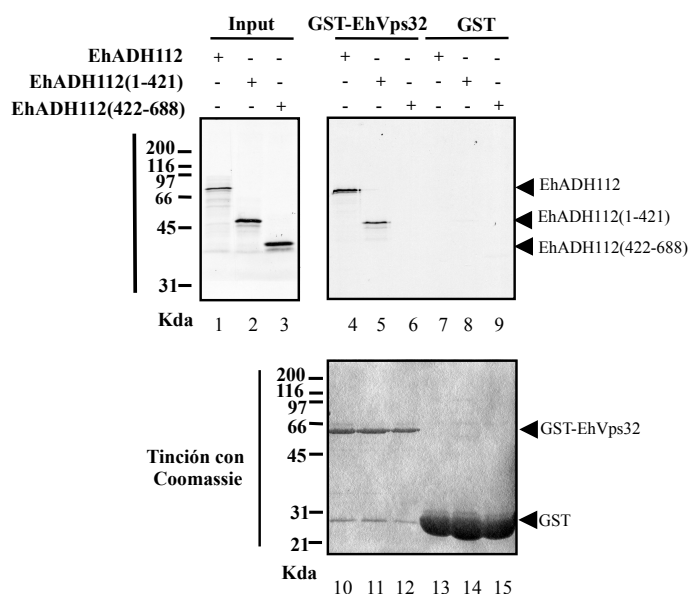 Input GST-EhVps32 GST
EhADH112 + - - + - - + - -
EhADH112(1-421) - + - - + - - + -
EhADH112(422-688) - - + - - + - - +
200
116
97
66
45
31
Kda
EhADH112
EhADH112(1-421)
EhADH112(422-688)
1 2 3 4 5 6 7 8 9
Tinción con
Coomassie
200
116
97
66
45
31
21
Kda
GST-EhVps32
GST
10 11 12 13 14 15